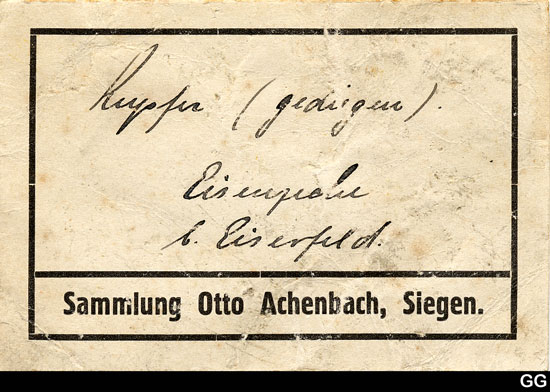 Kupfer (gediegen).
Eisenzeche
b. Eiserfeld.
Sammlung Otto Achenbach, Siegen.
GG